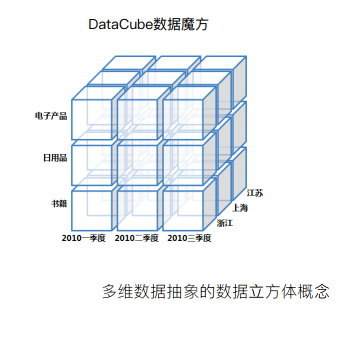 DataCube数据魔方
电子产品
日用品
书籍
江苏
上海
浙江
2010一季度 2010二季度 2010三季度
多维数据抽象的数据立方体概念